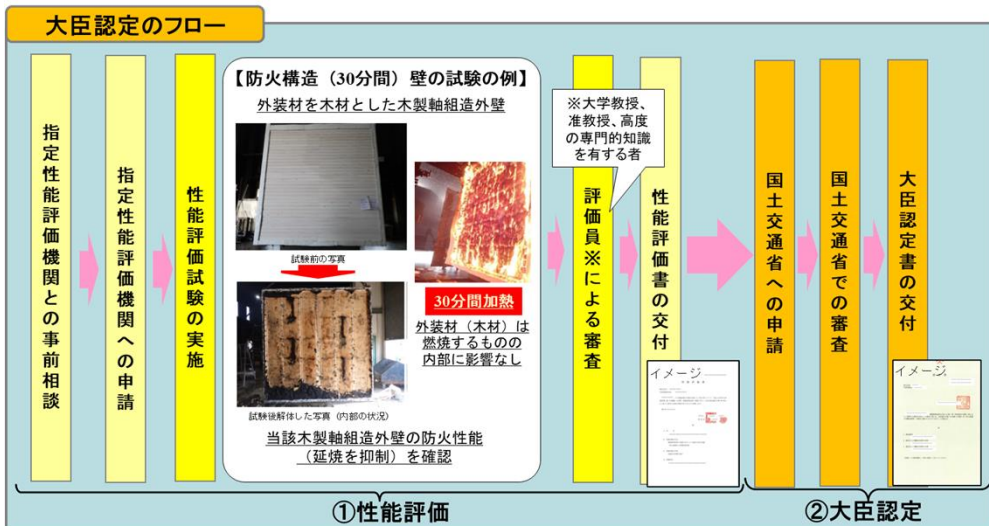 大臣認定のフロー
指定性能評価機関との事前相談
指定性能評価機関への申請
性能評価試験の実施
【防火構造（30分間）壁の試験の例】
外装材を木材とした木製軸組造外壁
試験前の写真
30分間加熱
外装材（木材）は
燃焼するものの
内部に影響なし
試験後解体した写真（内部の状況）
当該木製軸組造外壁の防火性能
（延焼を抑制）を確認
評価員※による審査
※大学教授、
准教授、高度
の専門的知識
を有する者
性能評価書の交付
イメージ
国土交通省への申請
国土交通省での審査
大臣認定書の交付
イメージ
①性能評価
②大臣認定